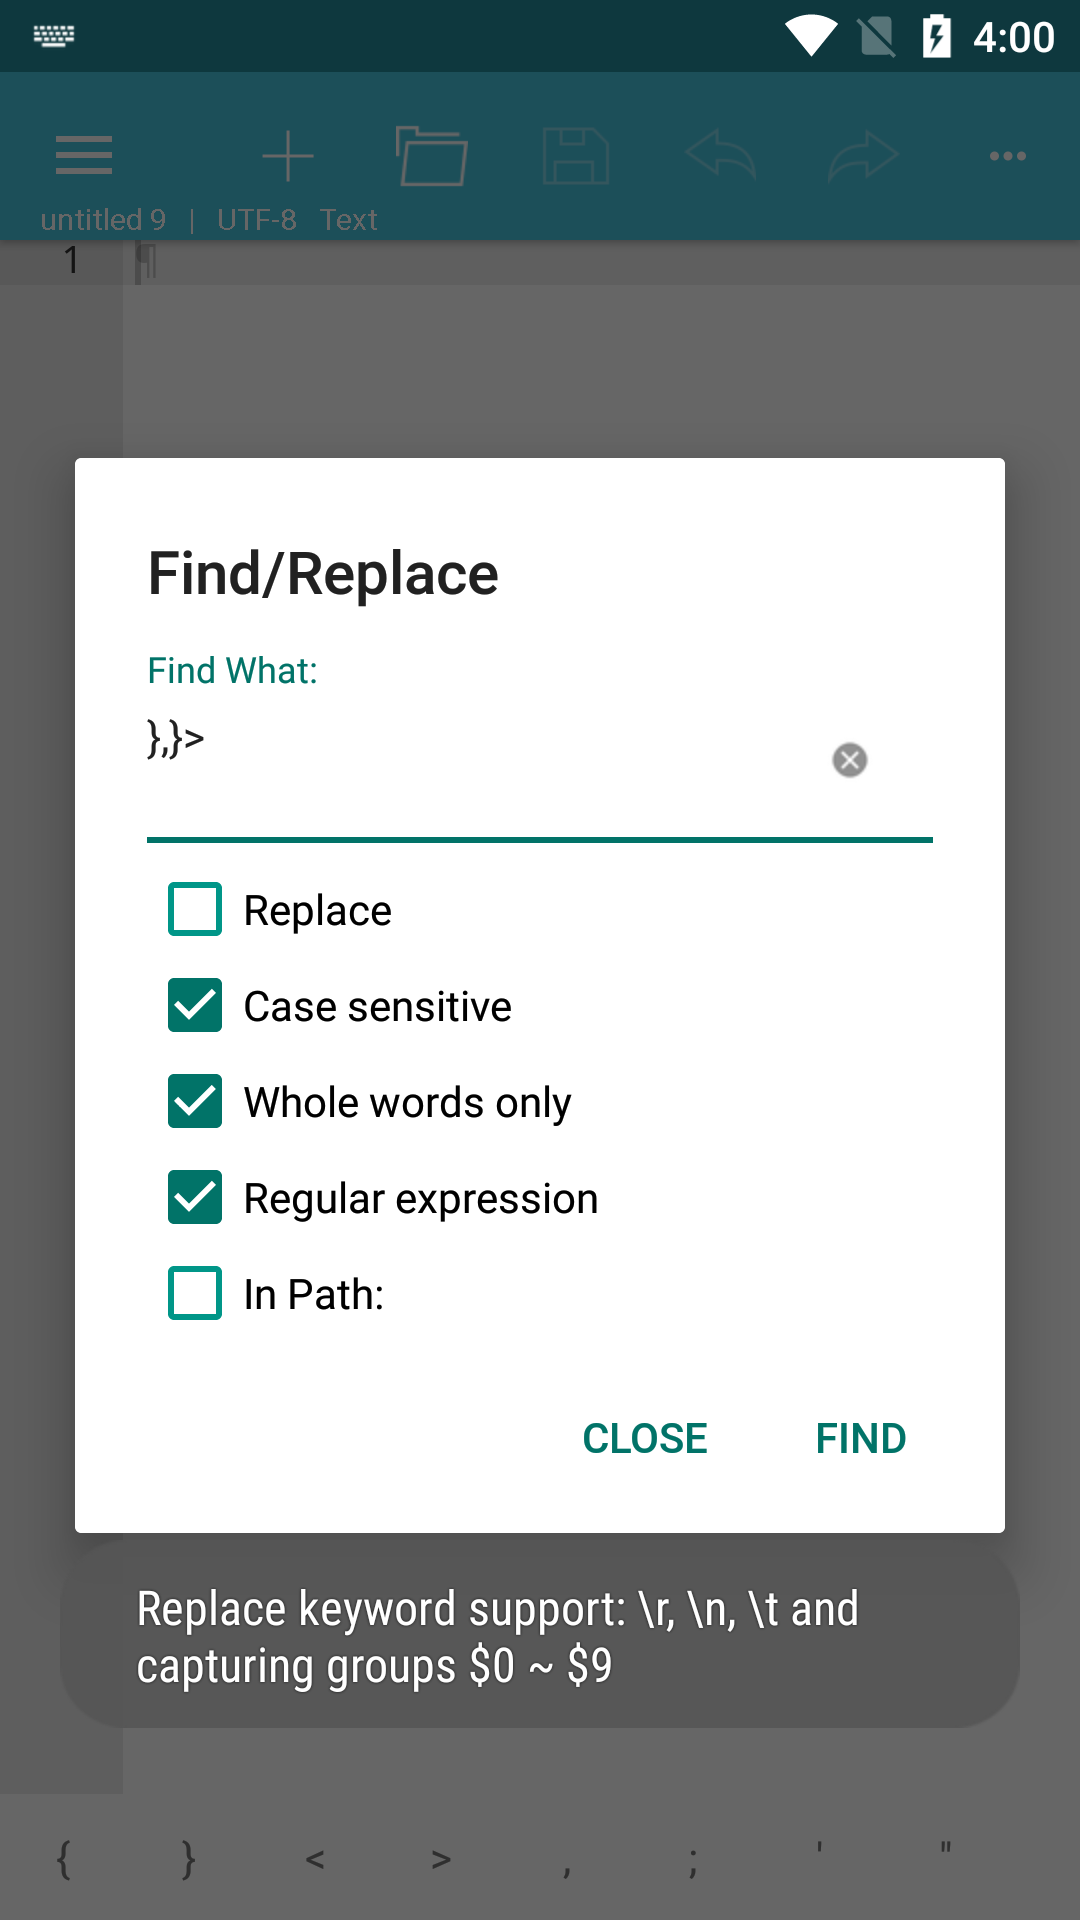 4:00
untitled 9 | UTF-8 Text
1 ¶
Find/Replace
Find What:
},}>
Replace
Case sensitive
Whole words only
Regular expression
In Path:
CLOSE FIND
Replace keyword support: \r, \n, \t and
capturing groups $0 ~ $9
{ } < > , ; ' "